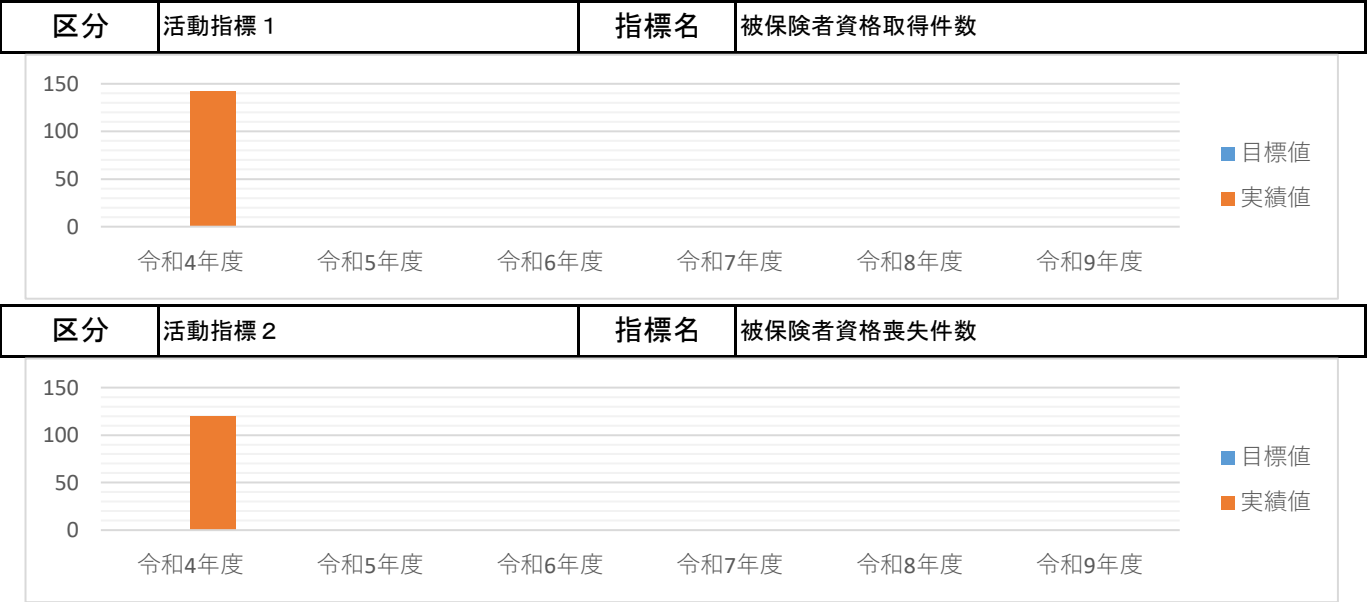 区分 活動指標１ 指標名 被保険者資格取得件数
150
100
50
0
令和4年度 令和5年度 令和6年度 令和7年度 令和8年度 令和9年度
目標値
実績値
区分 活動指標２ 指標名 被保険者資格喪失件数
150
100
50
0
令和4年度 令和5年度 令和6年度 令和7年度 令和8年度 令和9年度
目標値
実績値